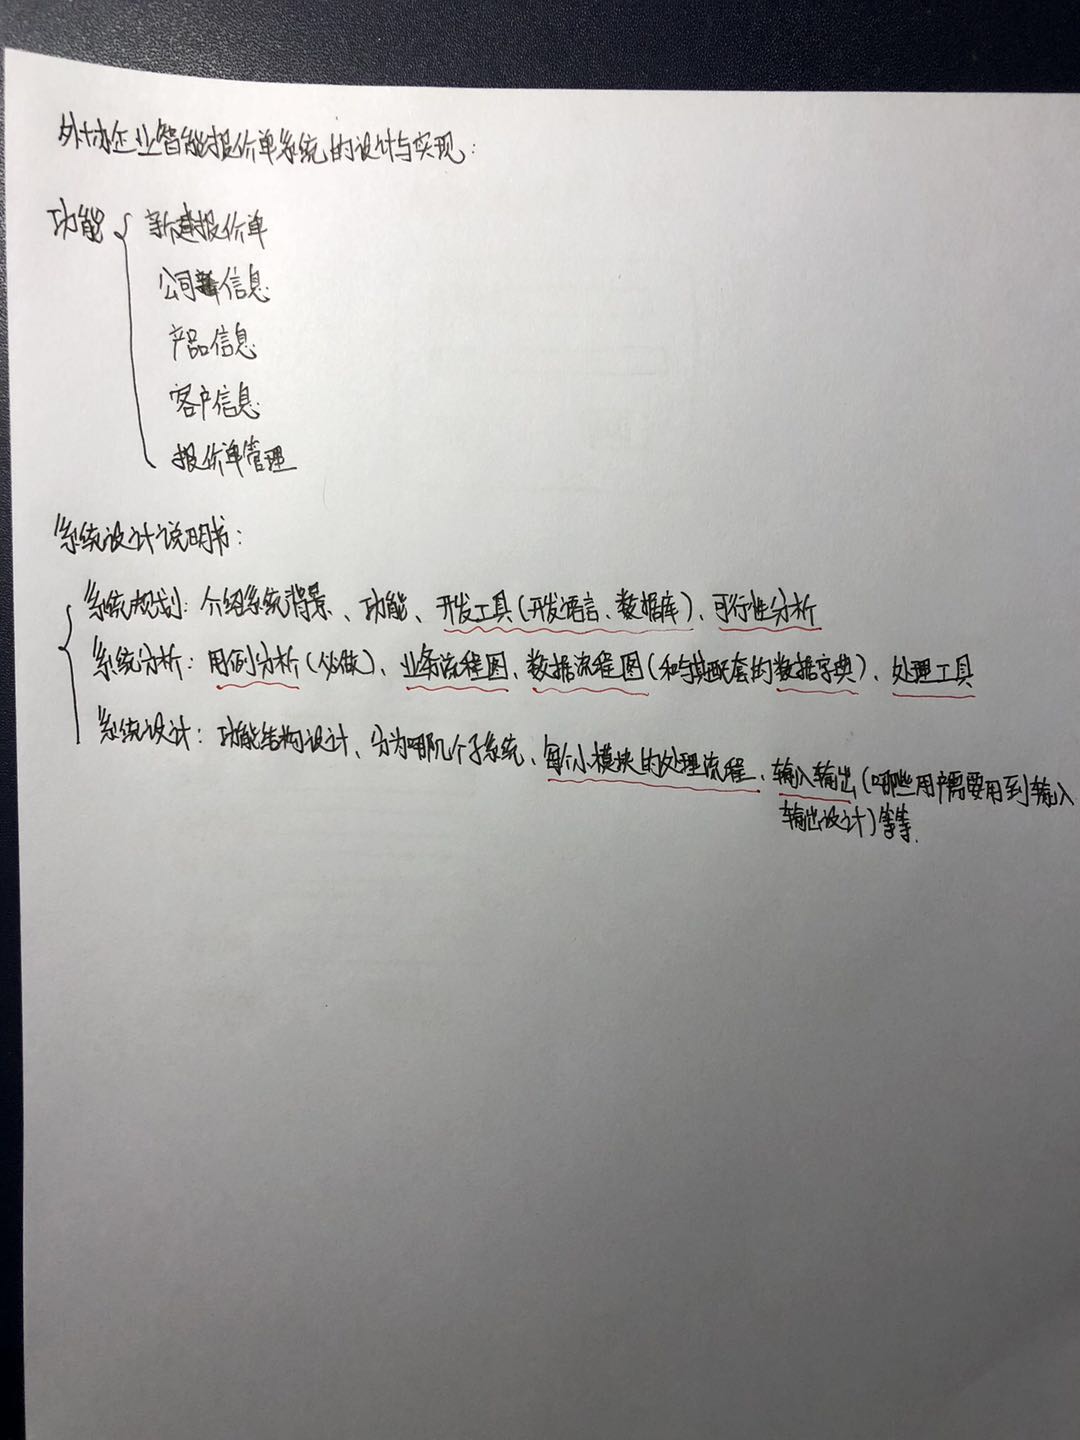 外协企业智能报价单系统的设计与实现：
功能{ 新建报价单
公司信息
产品信息
客户信息
报价单管理
系统设计说明书：
系统规划：介绍系统背景、功能、开发工具(开发语言、数据库)、可行性分析
系统分析：用例分析(必做)、业务流程图、数据流程图(和与其配套的数据字典)、处理工具
系统设计：功能结构设计、分为哪几个子系统、每个小模块的处理流程、输入输出(哪些用户需要用到输入
输出设计)等等.